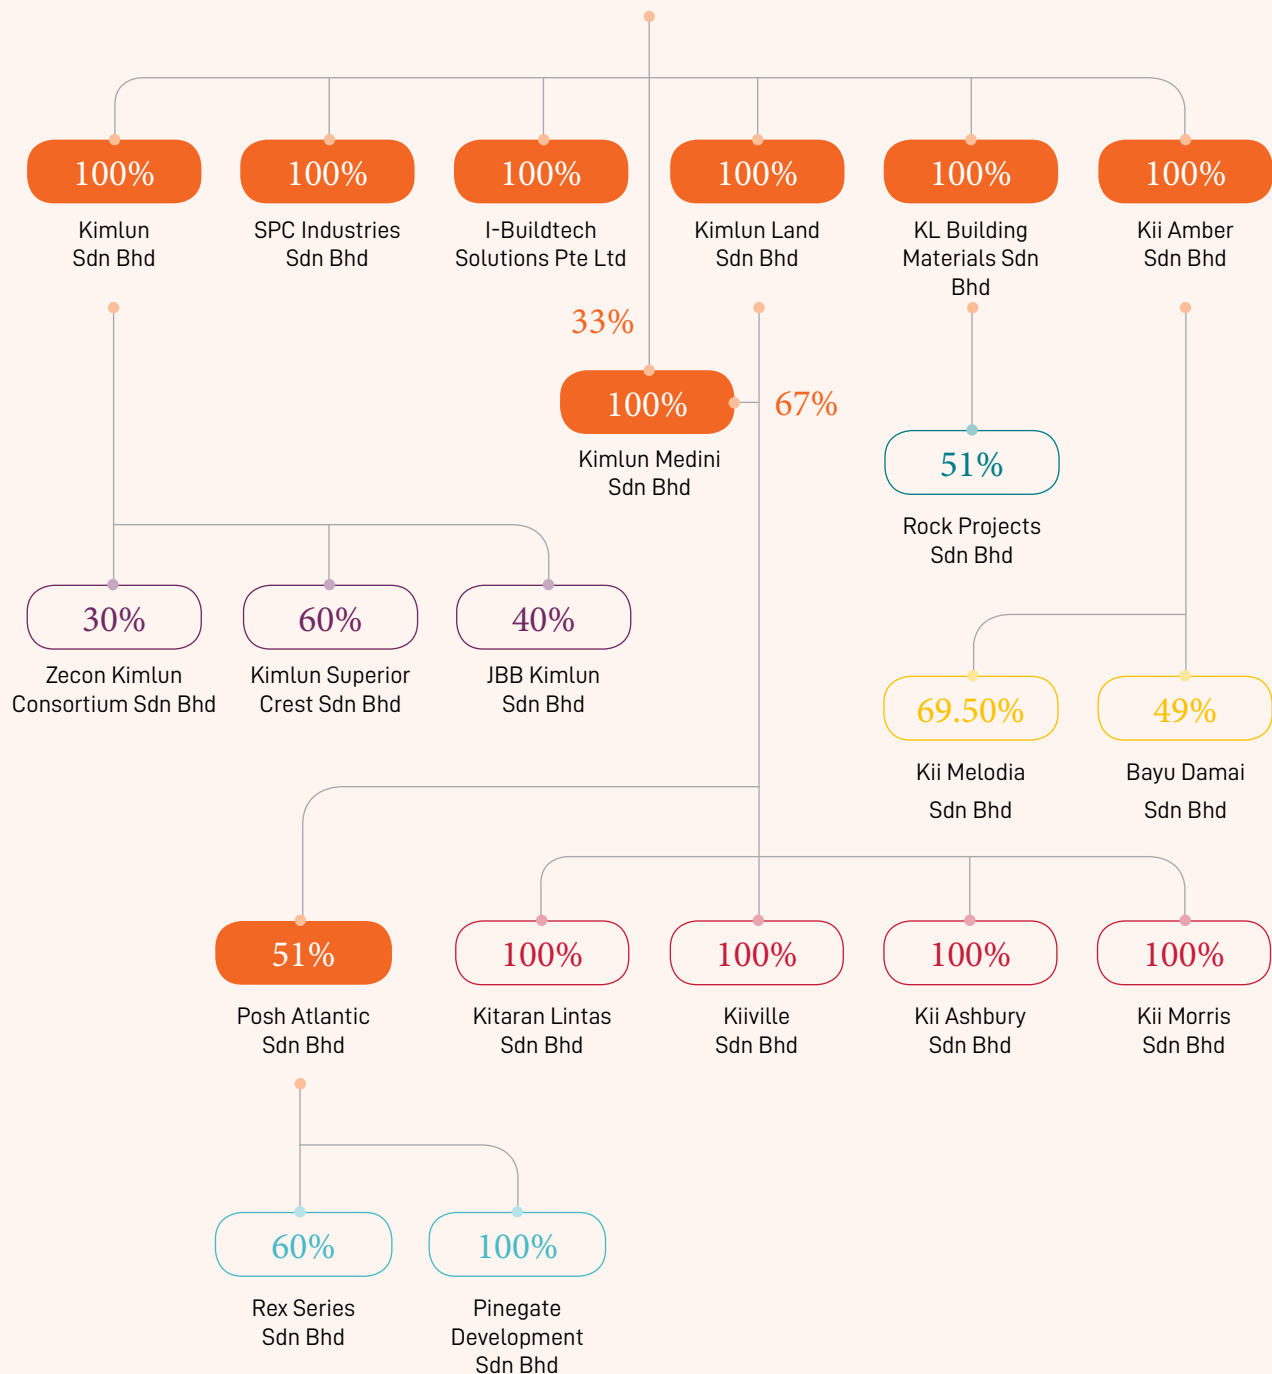 100%
Kimlun
Sdn Bhd
100%
SPC Industries
Sdn Bhd
100%
I-Buildtech
Solutions Pte Ltd
100%
Kimlun Land
Sdn Bhd
100%
KL Building
Materials Sdn
Bhd
100%
Kii Amber
Sdn Bhd
33%
100%
67%
Kimlun Medini
Sdn Bhd
51%
Rock Projects
Sdn Bhd
30%
Zecon Kimlun
Consortium Sdn Bhd
60%
Kimlun Superior
Crest Sdn Bhd
40%
JBB Kimlun
Sdn Bhd
69.50%
Kii Melodia
Sdn Bhd
49%
Bayu Damai
Sdn Bhd
51%
Posh Atlantic
Sdn Bhd
100%
Kitaran Lintas
Sdn Bhd
100%
Kiiville
Sdn Bhd
100%
Kii Ashbury
Sdn Bhd
100%
Kii Morris
Sdn Bhd
60%
Rex Series
Sdn Bhd
100%
Pinegate
Development
Sdn Bhd